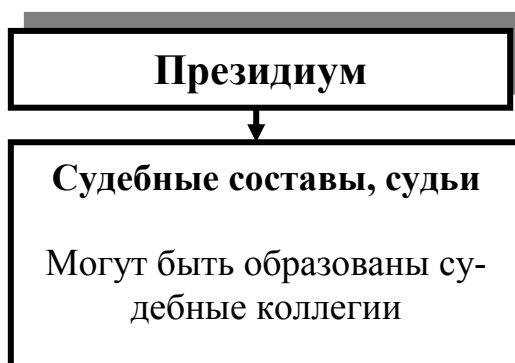 Президиум
Судебные составы, судьи
Могут быть образованы су-
дебные коллегии